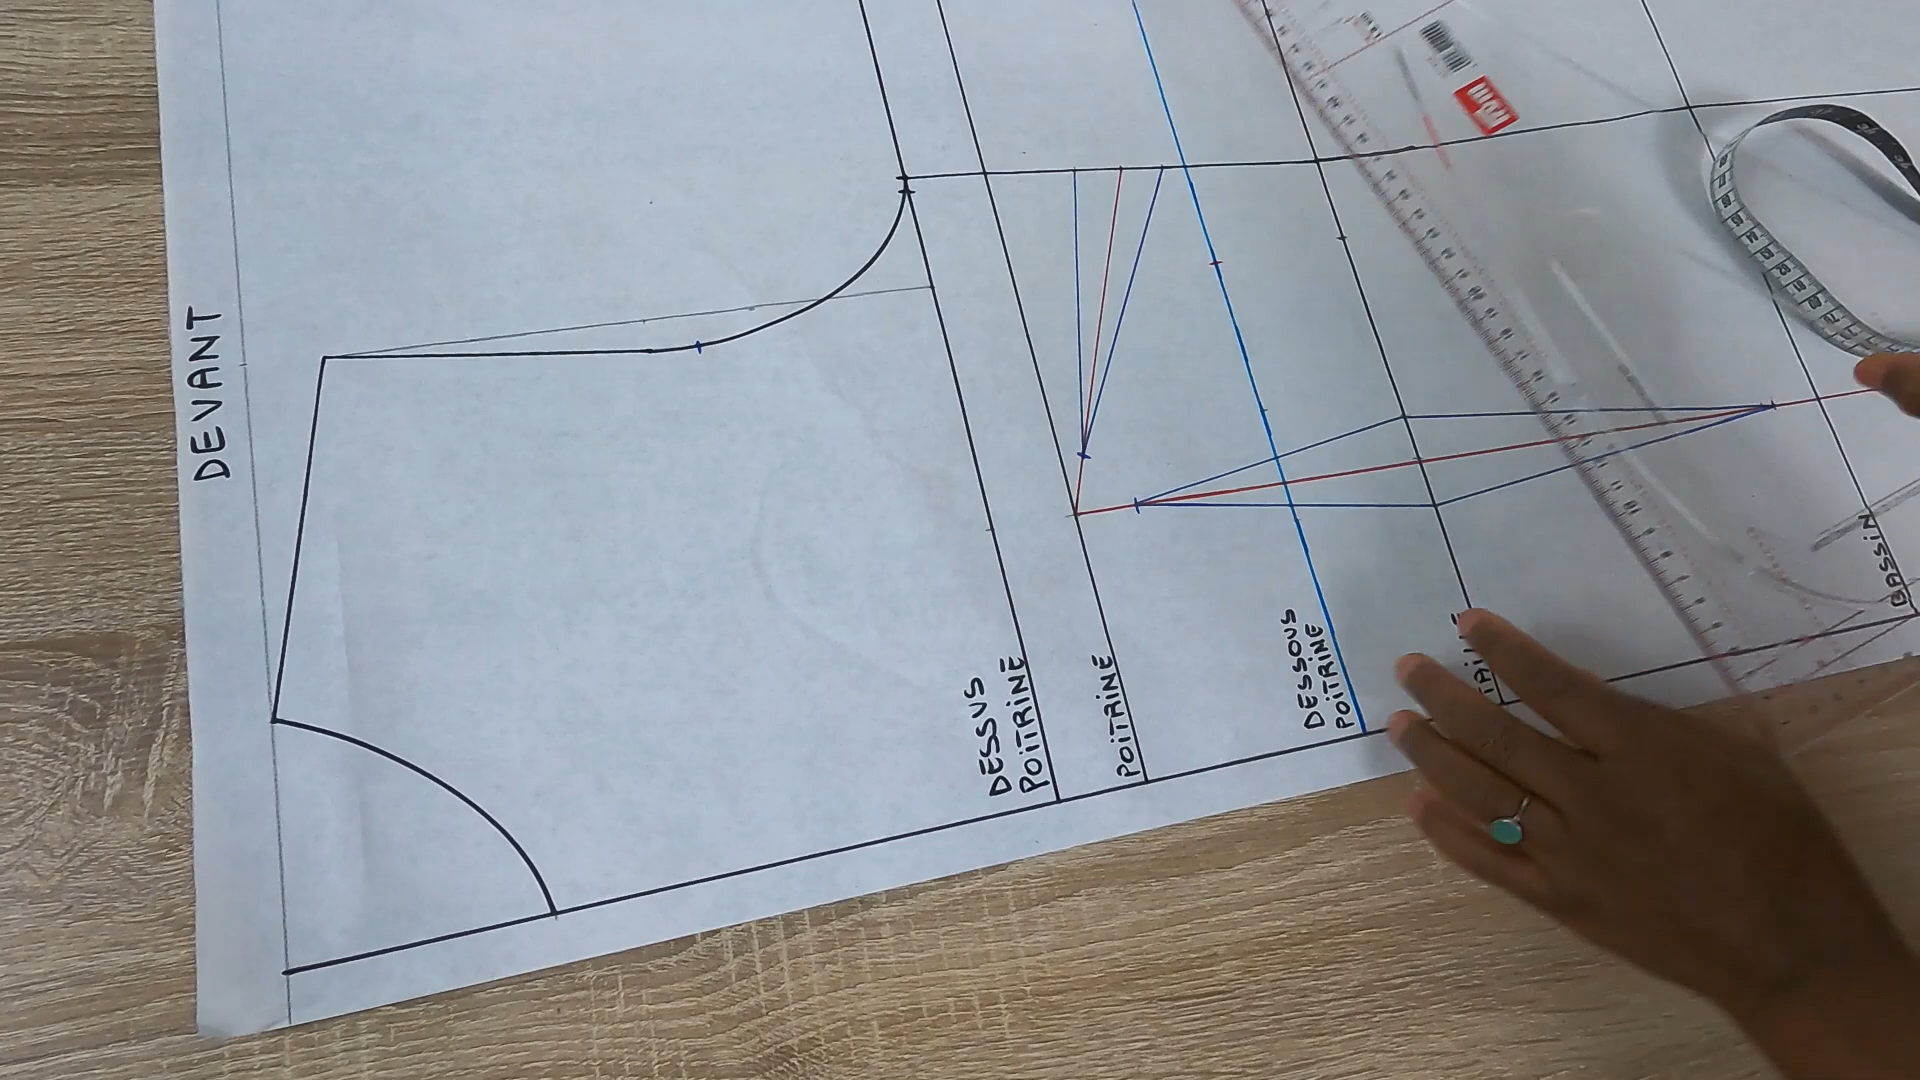 DEVANT
DESSUS
POiTRiNE
POiTRiNE
DESSOUS
POiTRiNE
BASSiN